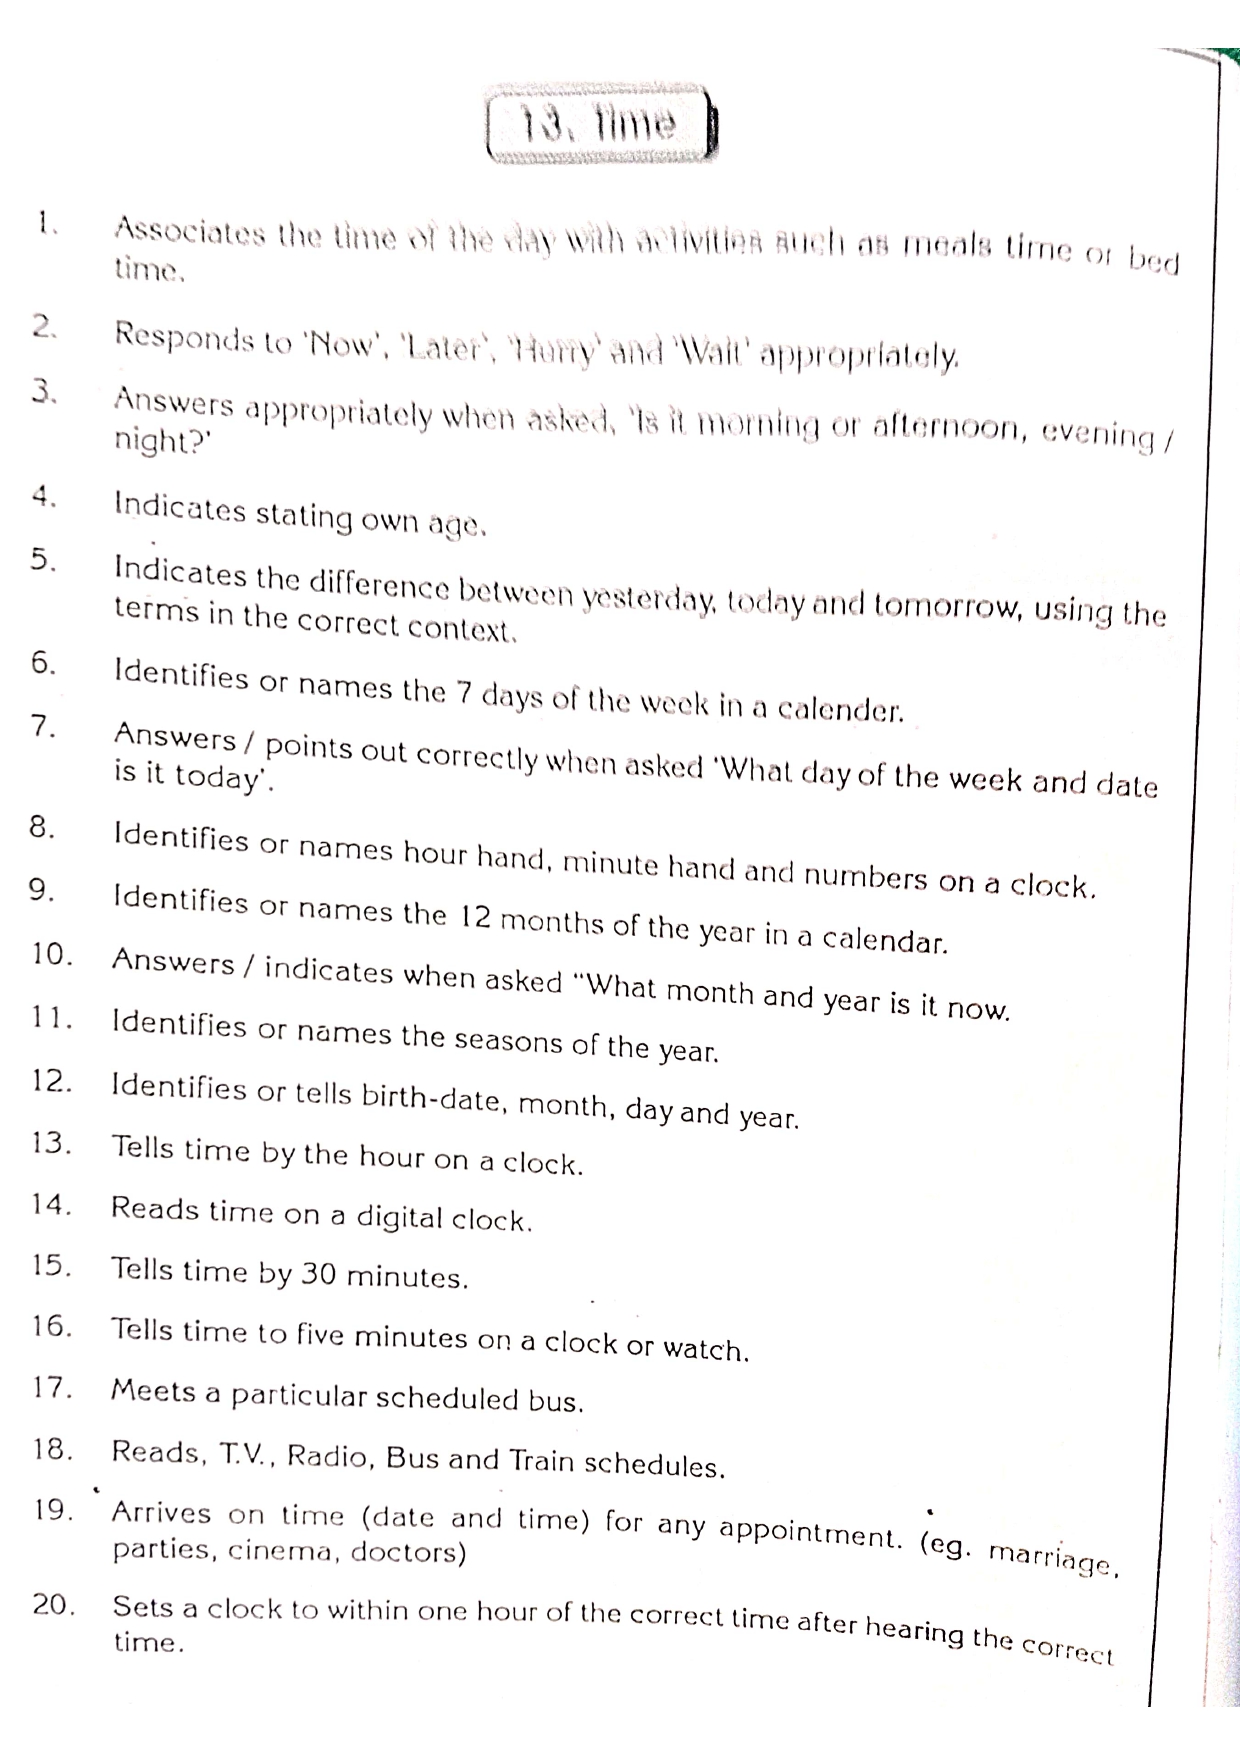 13. Time
1. Associates the time of the day with activities such as meals time or bed
time.
2. Responds to 'Now', 'Later', 'Hurry' and 'Wait' appropriately.
3. Answers appropriately when asked, 'Is it morning or afternoon, evening /
night?'
4. Indicates stating own age.
5. Indicates the difference between yesterday, today and tomorrow, using the
terms in the correct context.
6. Identifies or names the 7 days of the week in a calender.
7. Answers / points out correctly when asked 'What day of the week and date
is it today'.
8. Identifies or names hour hand, minute hand and numbers on a clock.
9. Identifies or names the 12 months of the year in a calendar.
10. Answers / indicates when asked "What month and year is it now.
11. Identifies or names the seasons of the year.
12. Identifies or tells birth-date, month, day and year.
13. Tells time by the hour on a clock.
14. Reads time on a digital clock.
15. Tells time by 30 minutes.
16. Tells time to five minutes on a clock or watch.
17. Meets a particular scheduled bus.
18. Reads, T.V., Radio, Bus and Train schedules.
19. Arrives on time (date and time) for any appointment. (eg. marriage,
parties, cinema, doctors)
20. Sets a clock to within one hour of the correct time after hearing the correct
time.